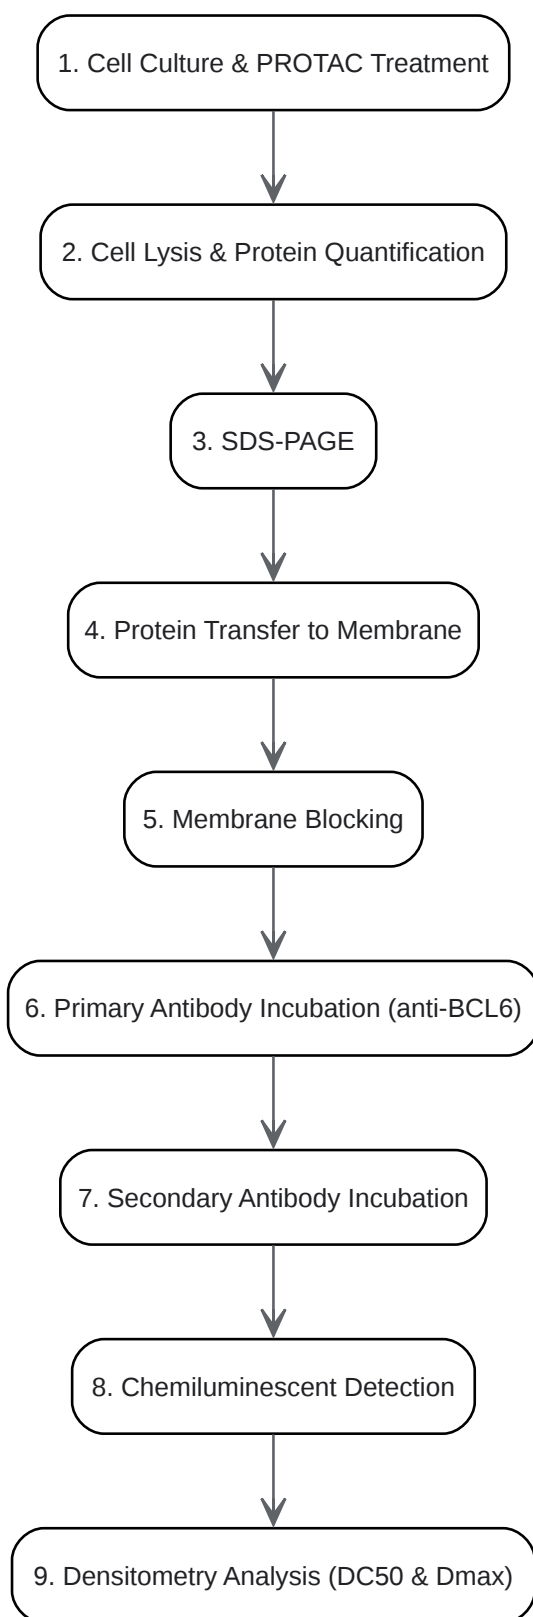 1. Cell Culture & PROTAC Treatment
2. Cell Lysis & Protein Quantification
3. SDS-PAGE
4. Protein Transfer to Membrane
5. Membrane Blocking
6. Primary Antibody Incubation (anti-BCL6)
7. Secondary Antibody Incubation
8. Chemiluminescent Detection
9. Densitometry Analysis (DC50 & Dmax)